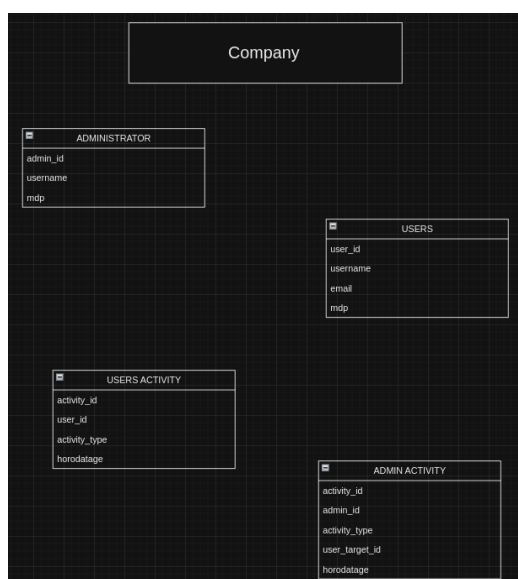 Company
ADMINISTRATOR
admin_id
username
mdp
USERS
user_id
username
email
mdp
USERS ACTIVITY
activity_id
user_id
activity_type
horodatage
ADMIN ACTIVITY
activity_id
admin_id
activity_type
user_target_id
horodatage